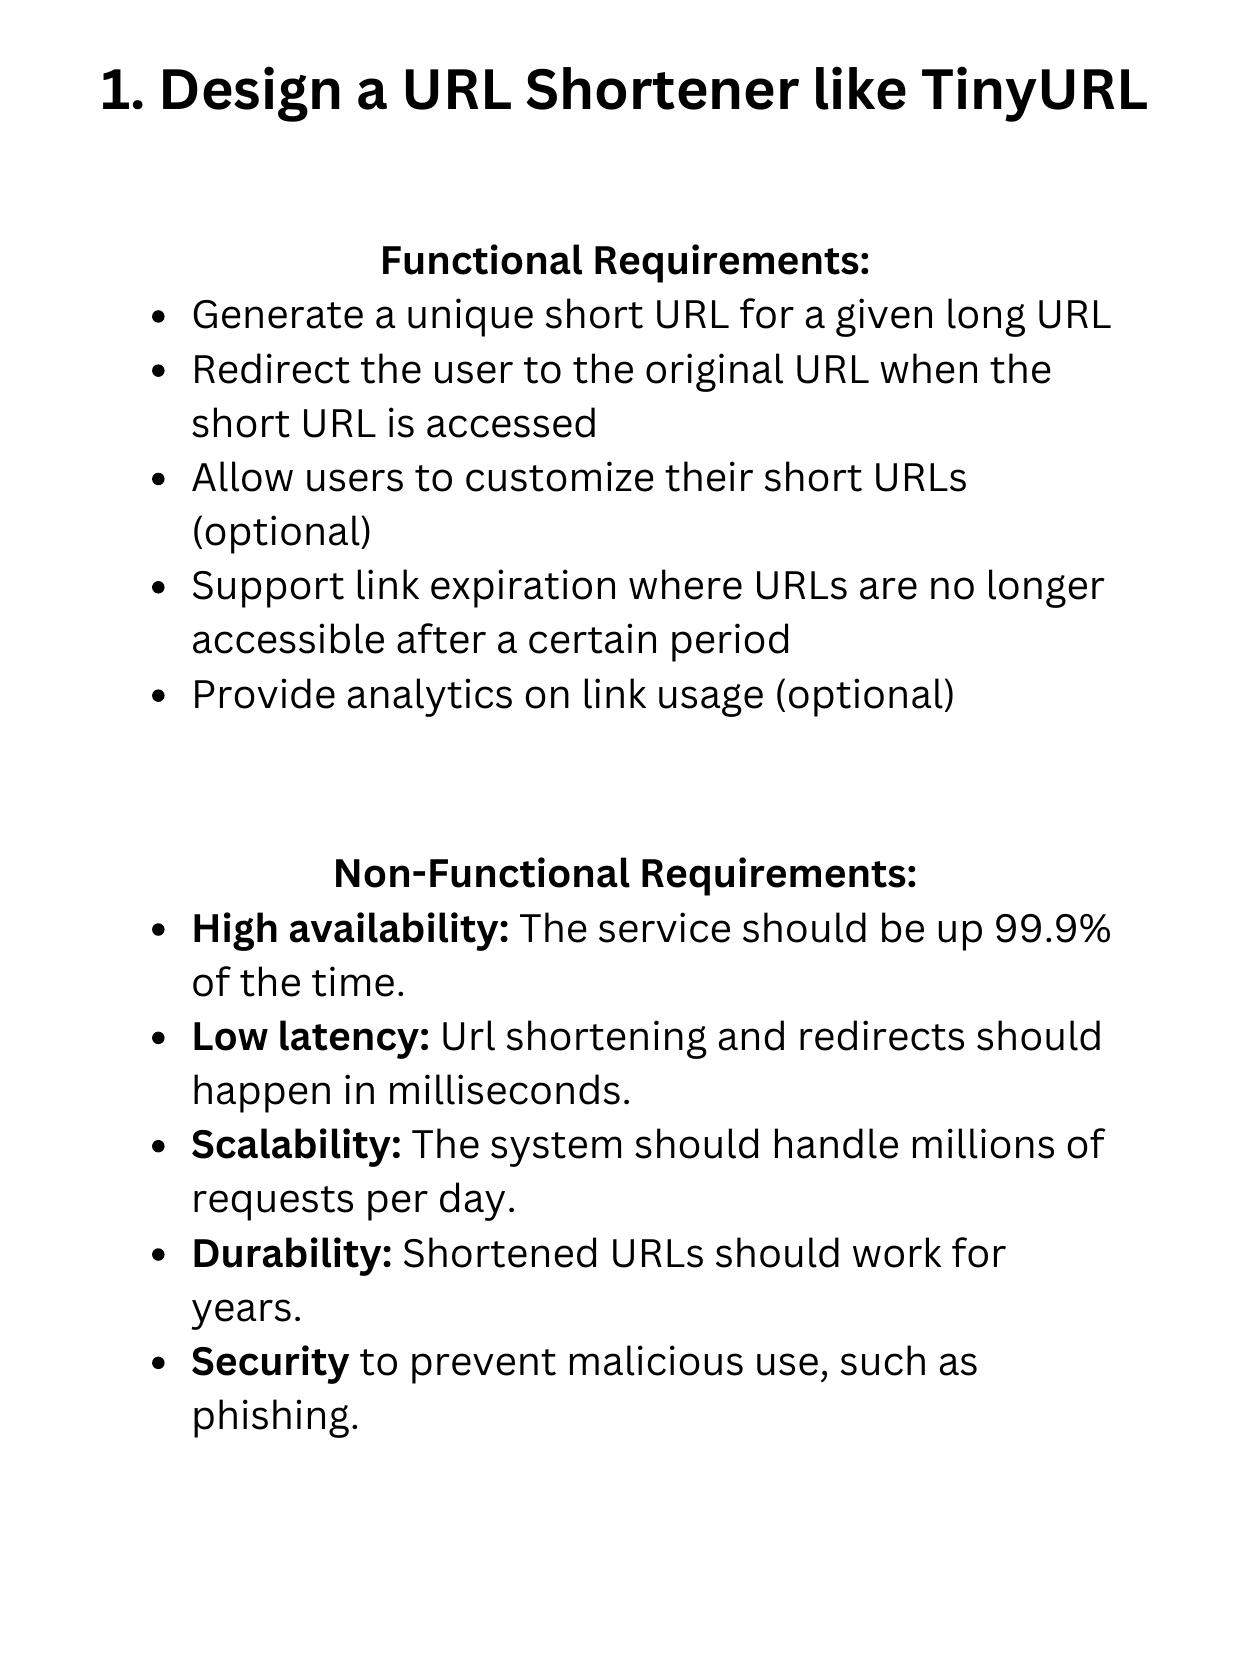 1. Design a URL Shortener like TinyURL
Functional Requirements:
• Generate a unique short URL for a given long URL
• Redirect the user to the original URL when the
short URL is accessed
• Allow users to customize their short URLs
(optional)
• Support link expiration where URLs are no longer
accessible after a certain period
• Provide analytics on link usage (optional)
Non-Functional Requirements:
• High availability: The service should be up 99.9%
of the time.
• Low latency: Url shortening and redirects should
happen in milliseconds.
• Scalability: The system should handle millions of
requests per day.
• Durability: Shortened URLs should work for
years.
• Security to prevent malicious use, such as
phishing.